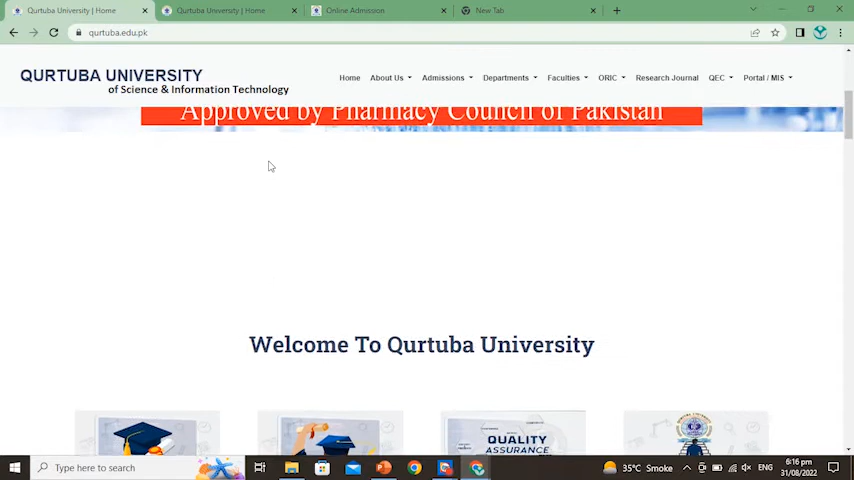 Qurtuba University | Home
Qurtuba University | Home
Online Admission
New Tab
qurtuba.edu.pk
QURTUBA UNIVERSITY
of Science & Information Technology
Home
About Us
Admissions
Departments
Faculties
ORIC
Research Journal
QEC
Portal / MIS
Approved by Pharmacy Council of Pakistan
Welcome To Qurtuba University
QUALITY
ASSURANCE
Type here to search
35°C Smoke
ENG
6:16 pm
31/08/2022